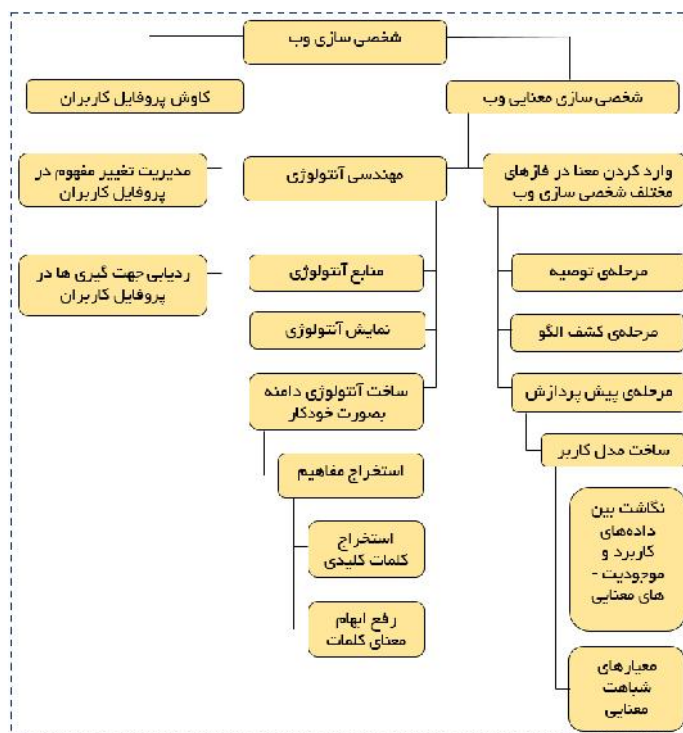 شخصی سازی وب
شخصی سازی معنایی وب
کاوش پروفایل کاربران
وارد کردن معنا در فازهای
مختلف شخصی سازی وب
مهندسی آنتولوژی
مدیریت تغییر مفهوم در
پروفایل کاربران
مرحله‌ی توصیه
منابع آنتولوژی
ردیابی جهت گیری ها در
پروفایل کاربران
مرحله‌ی کشف الگو
نمایش آنتولوژی
مرحله‌ی پیش پردازش
ساخت آنتولوژی دامنه
بصورت خودکار
ساخت مدل کاربر
استخراج مفاهیم
نگاشت بین
داده‌های
کاربرد و
موجودیت -
های معنایی
استخراج
کلمات کلیدی
رفع ابهام
معنای کلمات
معیارهای
شباهت
معنایی